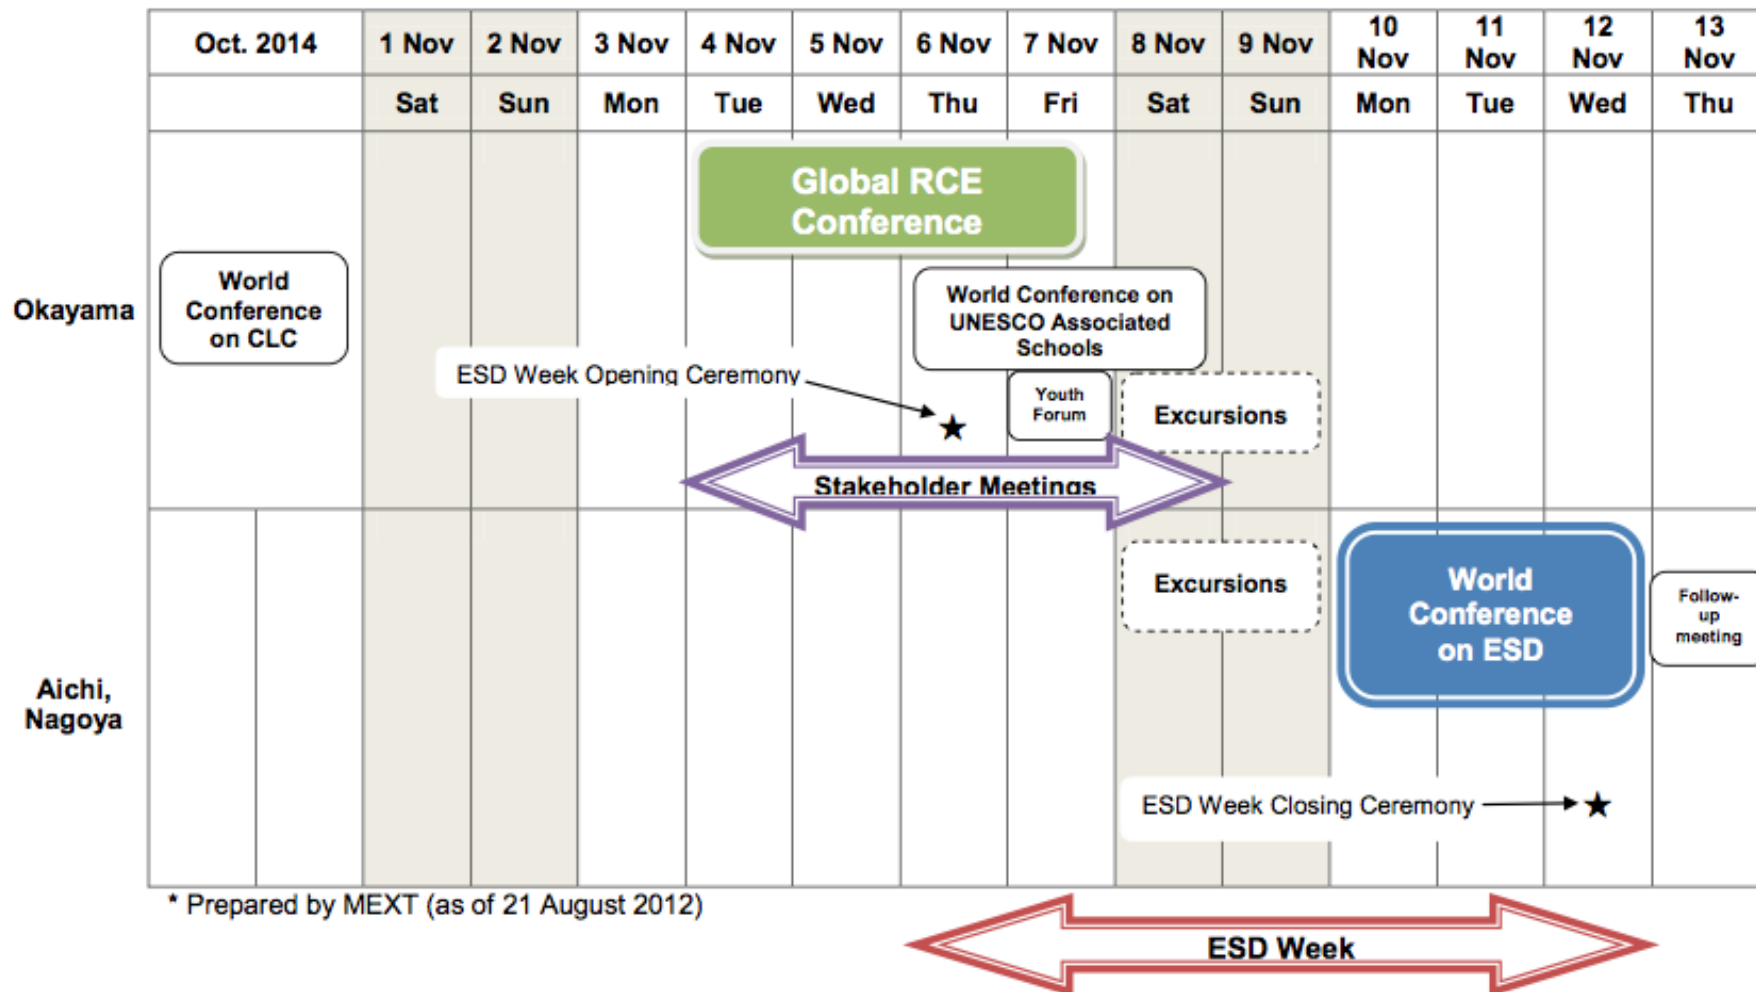 Oct. 2014 1 Nov 2 Nov 3 Nov 4 Nov 5 Nov 6 Nov 7 Nov 8 Nov 9 Nov 10 Nov 11 Nov 12 Nov 13 Nov
Sat Sun Mon Tue Wed Thu Fri Sat Sun Mon Tue Wed Thu
Okayama
World
Conference
on CLC
Global RCE
Conference
World Conference on
UNESCO Associated
Schools
ESD Week Opening Ceremony
Youth
Forum
Excursions
Stakeholder Meetings
Aichi,
Nagoya
Excursions
World
Conference
on ESD
Follow-
up
meeting
ESD Week Closing Ceremony
* Prepared by MEXT (as of 21 August 2012)
ESD Week